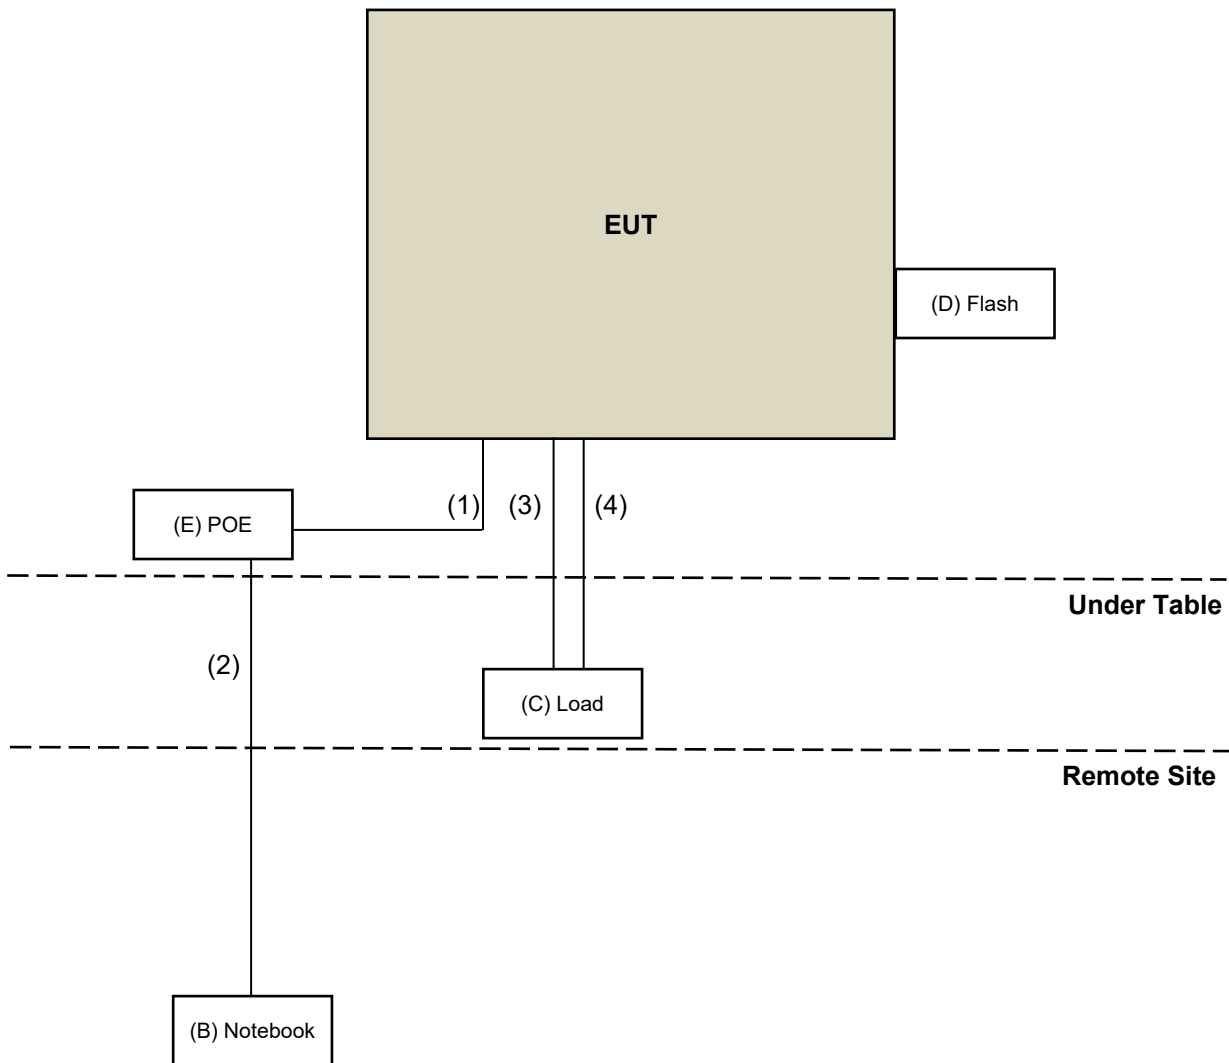 EUT
(D) Flash
(1)
(3)
(4)
(E) POE
Under Table
(2)
(C) Load
Remote Site
(B) Notebook